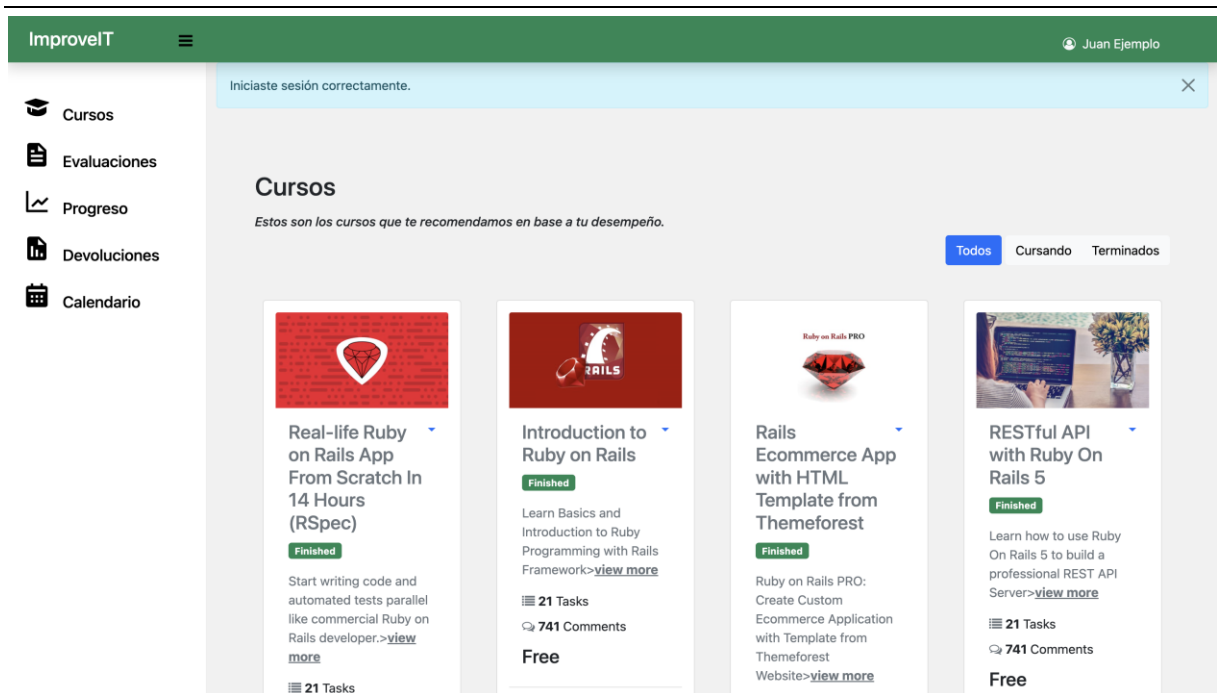 ImproveIT
Juan Ejemplo
Iniciaste sesión correctamente.
Cursos
Evaluaciones
Progreso
Devoluciones
Calendario
Cursos
Estos son los cursos que te recomendamos en base a tu desempeño.
Todos
Cursando
Terminados
Real-life Ruby
on Rails App
From Scratch In
14 Hours
(RSpec)
Finished
Start writing code and
automated tests parallel
like commercial Ruby on
Rails developer.>view
more
21 Tasks
RAILS
Introduction to
Ruby on Rails
Finished
Learn Basics and
Introduction to Ruby
Programming with Rails
Framework>view more
21 Tasks
741 Comments
Free
Ruby on Rails PRO
Rails
Ecommerce App
with HTML
Template from
Themeforest
Finished
Ruby on Rails PRO:
Create Custom
Ecommerce Application
with Template from
Themeforest
Website>view more
RESTful API
with Ruby On
Rails 5
Finished
Learn how to use Ruby
On Rails 5 to build a
professional REST API
Server>view more
21 Tasks
741 Comments
Free